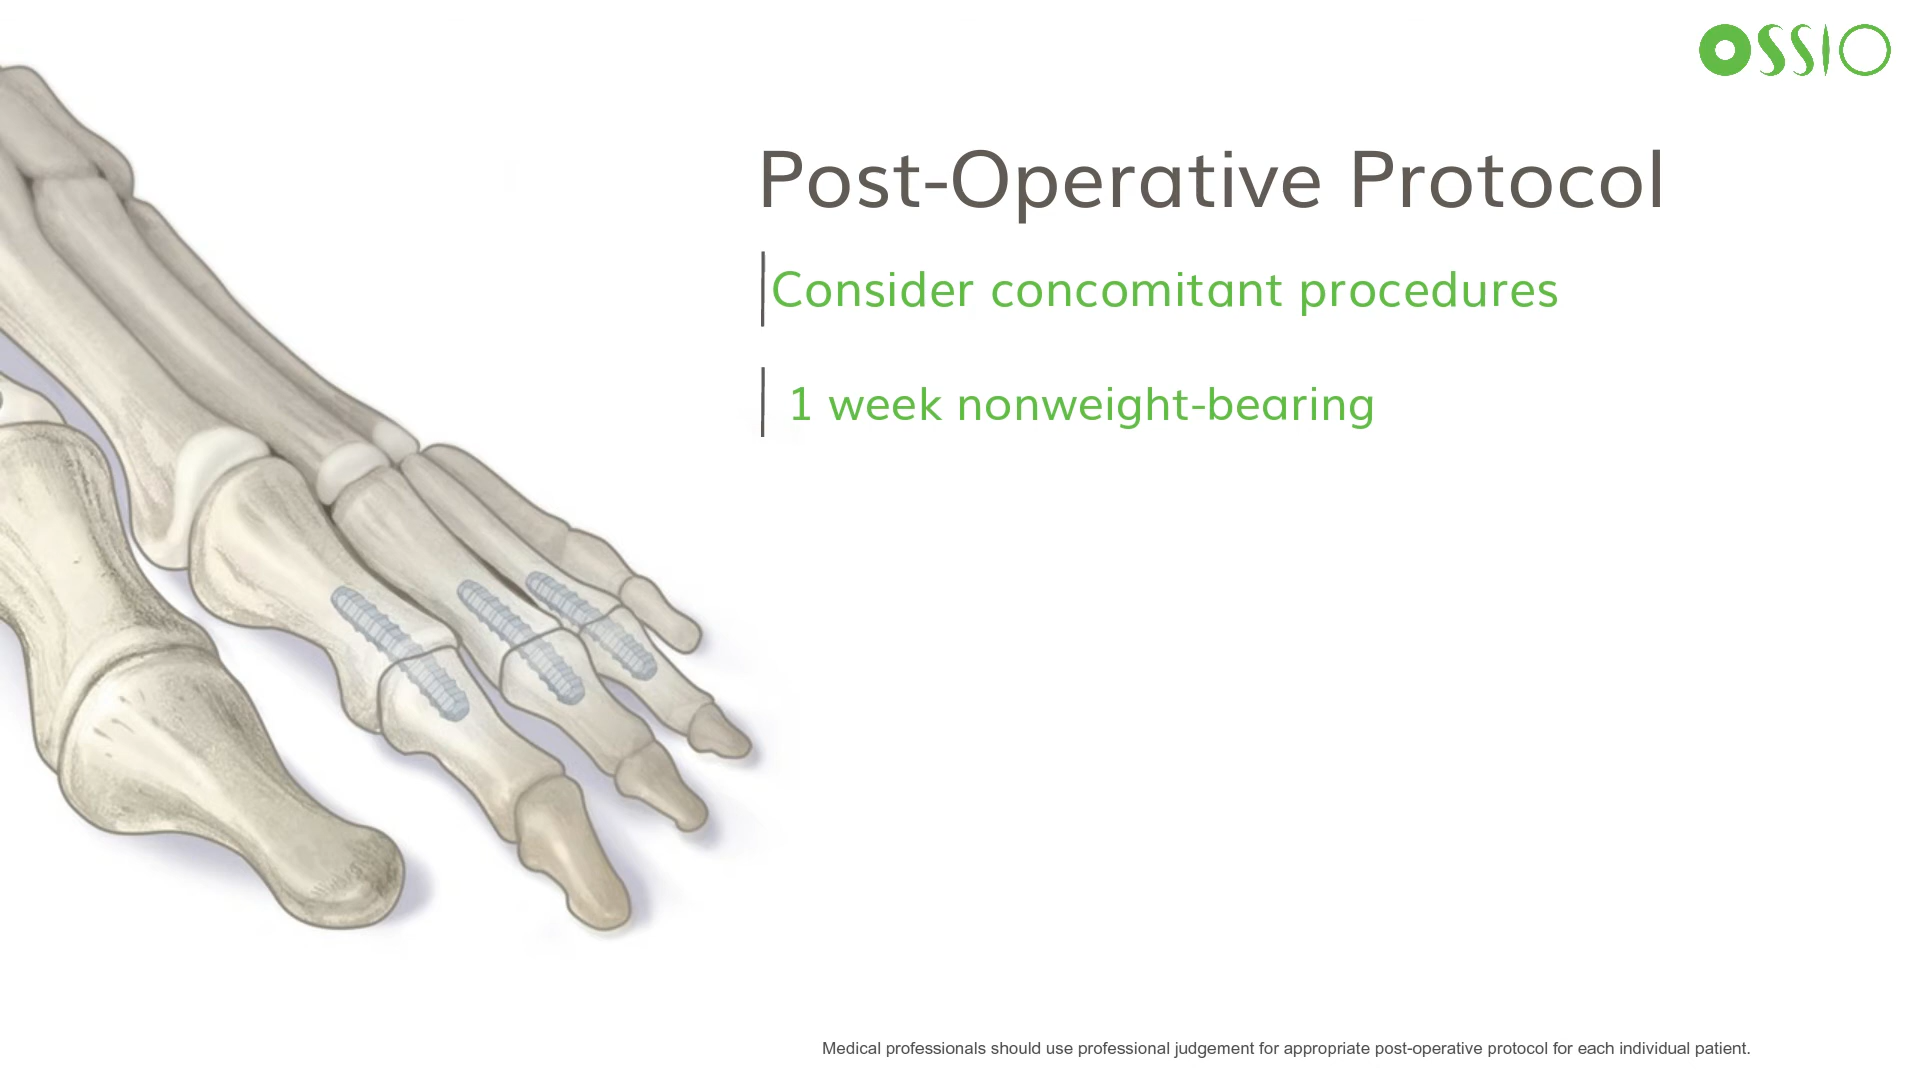 OSSIO
Post-Operative Protocol
Consider concomitant procedures
1 week nonweight-bearing
Medical professionals should use professional judgement for appropriate post-operative protocol for each individual patient.